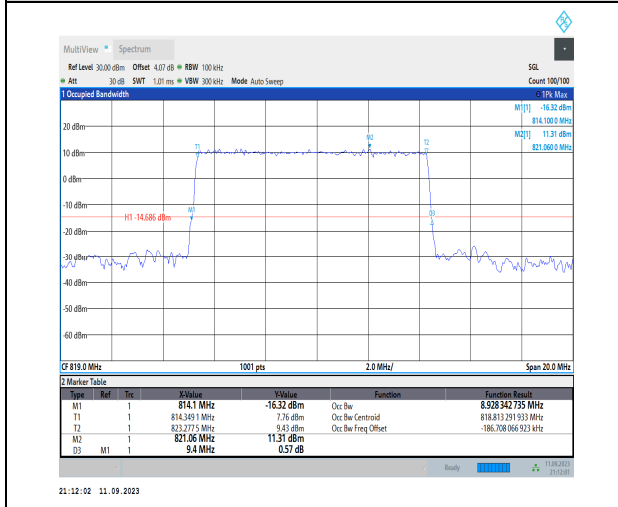 MultiView Spectrum
Ref Level 30.00 dBm Offset 4.07 dB RBW 100 kHz SGL
Att 30 dB SWT 1.01 ms VBW 300 kHz Mode Auto Sweep Count 100/100
1 Occupied Bandwidth 1Pk Max
M1[1] -16.32 dBm
814.1000 MHz
M2[1] 11.31 dBm
821.0600 MHz
20 dBm
10 dBm
0 dBm
-10 dBm
-20 dBm
-30 dBm
-40 dBm
-50 dBm
-60 dBm
T1
M2
T2
M1
D3
H1 -14.686 dBm
CF 819.0 MHz 1001 pts 2.0 MHz/ Span 20.0 MHz
2 Marker Table
Type Ref Trc X-Value Y-Value Function Function Result
M1 1 814.1 MHz -16.32 dBm Occ Bw 8.928 342 735 MHz
T1 1 814.349 1 MHz 7.76 dBm Occ Bw Centroid 818.813 291 933 MHz
T2 1 823.277 5 MHz 9.43 dBm Occ Bw Freq Offset -186.708 066 923 kHz
M2 1 821.06 MHz 11.31 dBm
D3 M1 1 9.4 MHz 0.57 dB
Ready 11.09.2023
21:12:01
21:12:02 11.09.2023